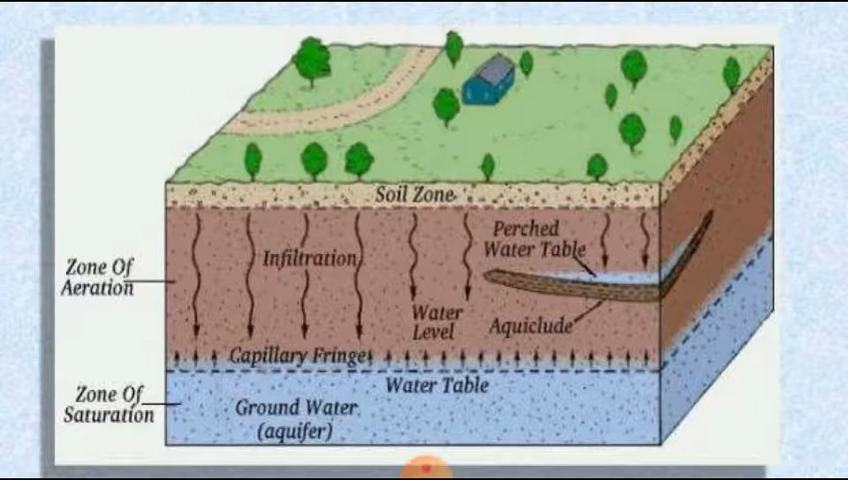 Soil Zone
Perched
Water Table
Infiltration
Zone Of
Aeration
Water
Level
Aquiclude
Capillary Fringe
Water Table
Zone Of
Saturation
Ground Water
(aquifer)